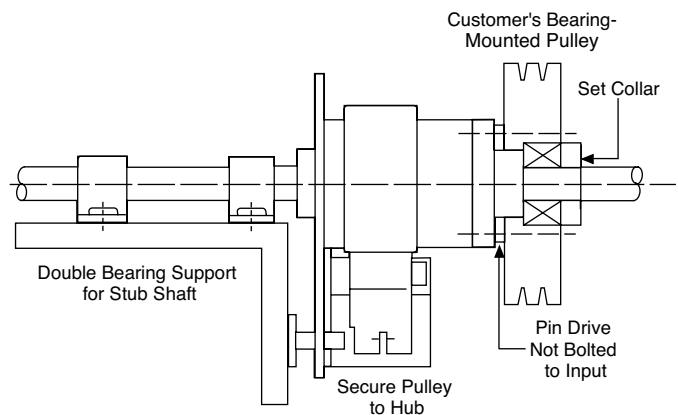 Customer's Bearing-
Mounted Pulley
Set Collar
Double Bearing Support
for Stub Shaft
Pin Drive
Not Bolted
to Input
Secure Pulley
to Hub